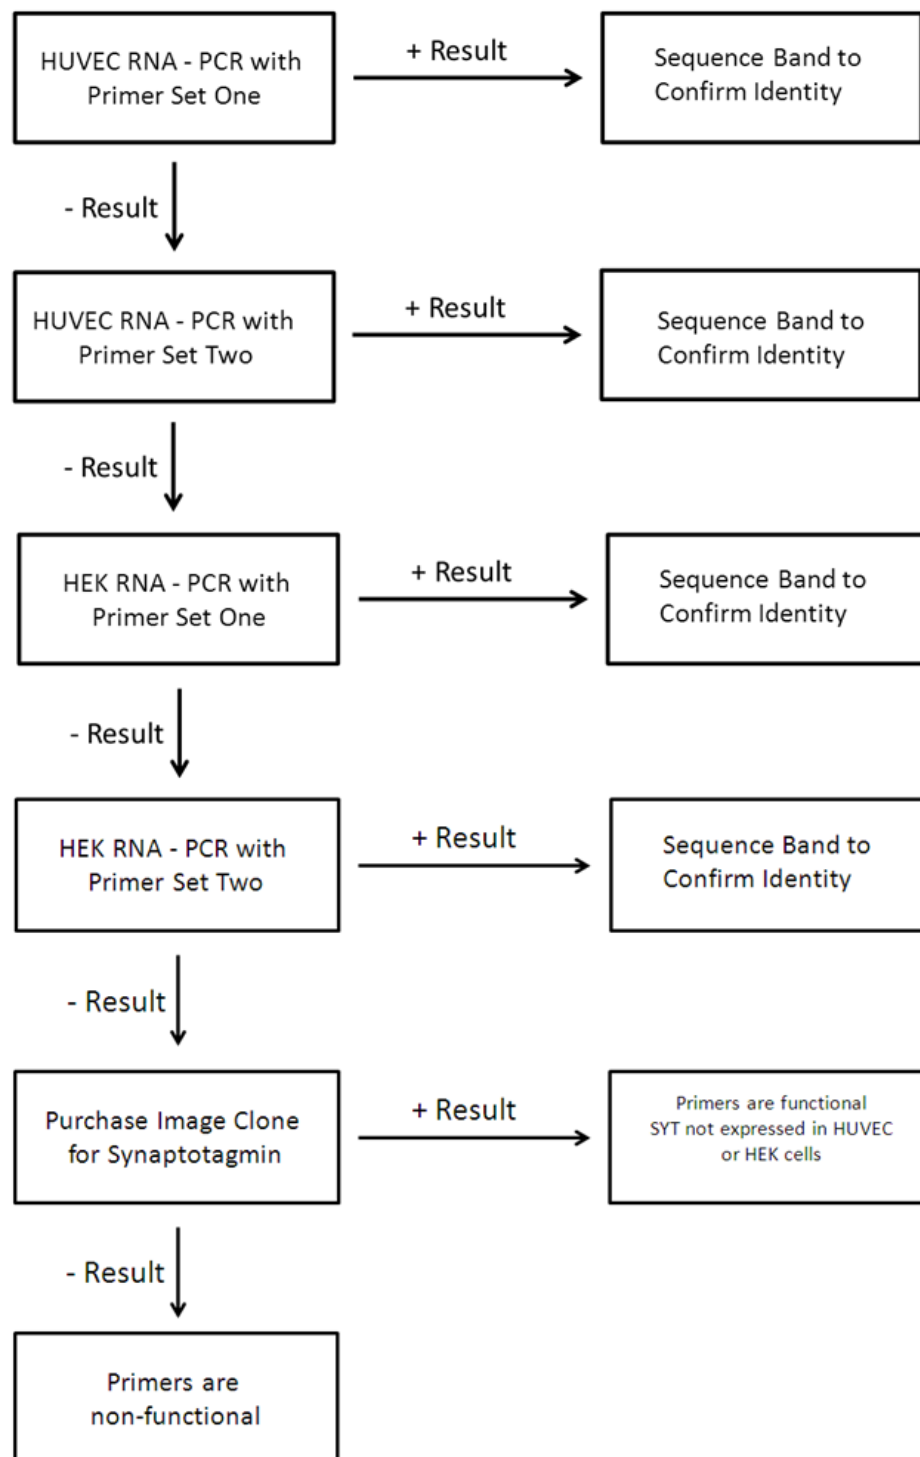 HUVEC RNA - PCR with
Primer Set One
+ Result
Sequence Band to
Confirm Identity
- Result
HUVEC RNA - PCR with
Primer Set Two
+ Result
Sequence Band to
Confirm Identity
- Result
HEK RNA - PCR with
Primer Set One
+ Result
Sequence Band to
Confirm Identity
- Result
HEK RNA - PCR with
Primer Set Two
+ Result
Sequence Band to
Confirm Identity
- Result
Purchase Image Clone
for Synaptotagmin
+ Result
Primers are functional
SYT not expressed in HUVEC
or HEK cells
- Result
Primers are
non-functional